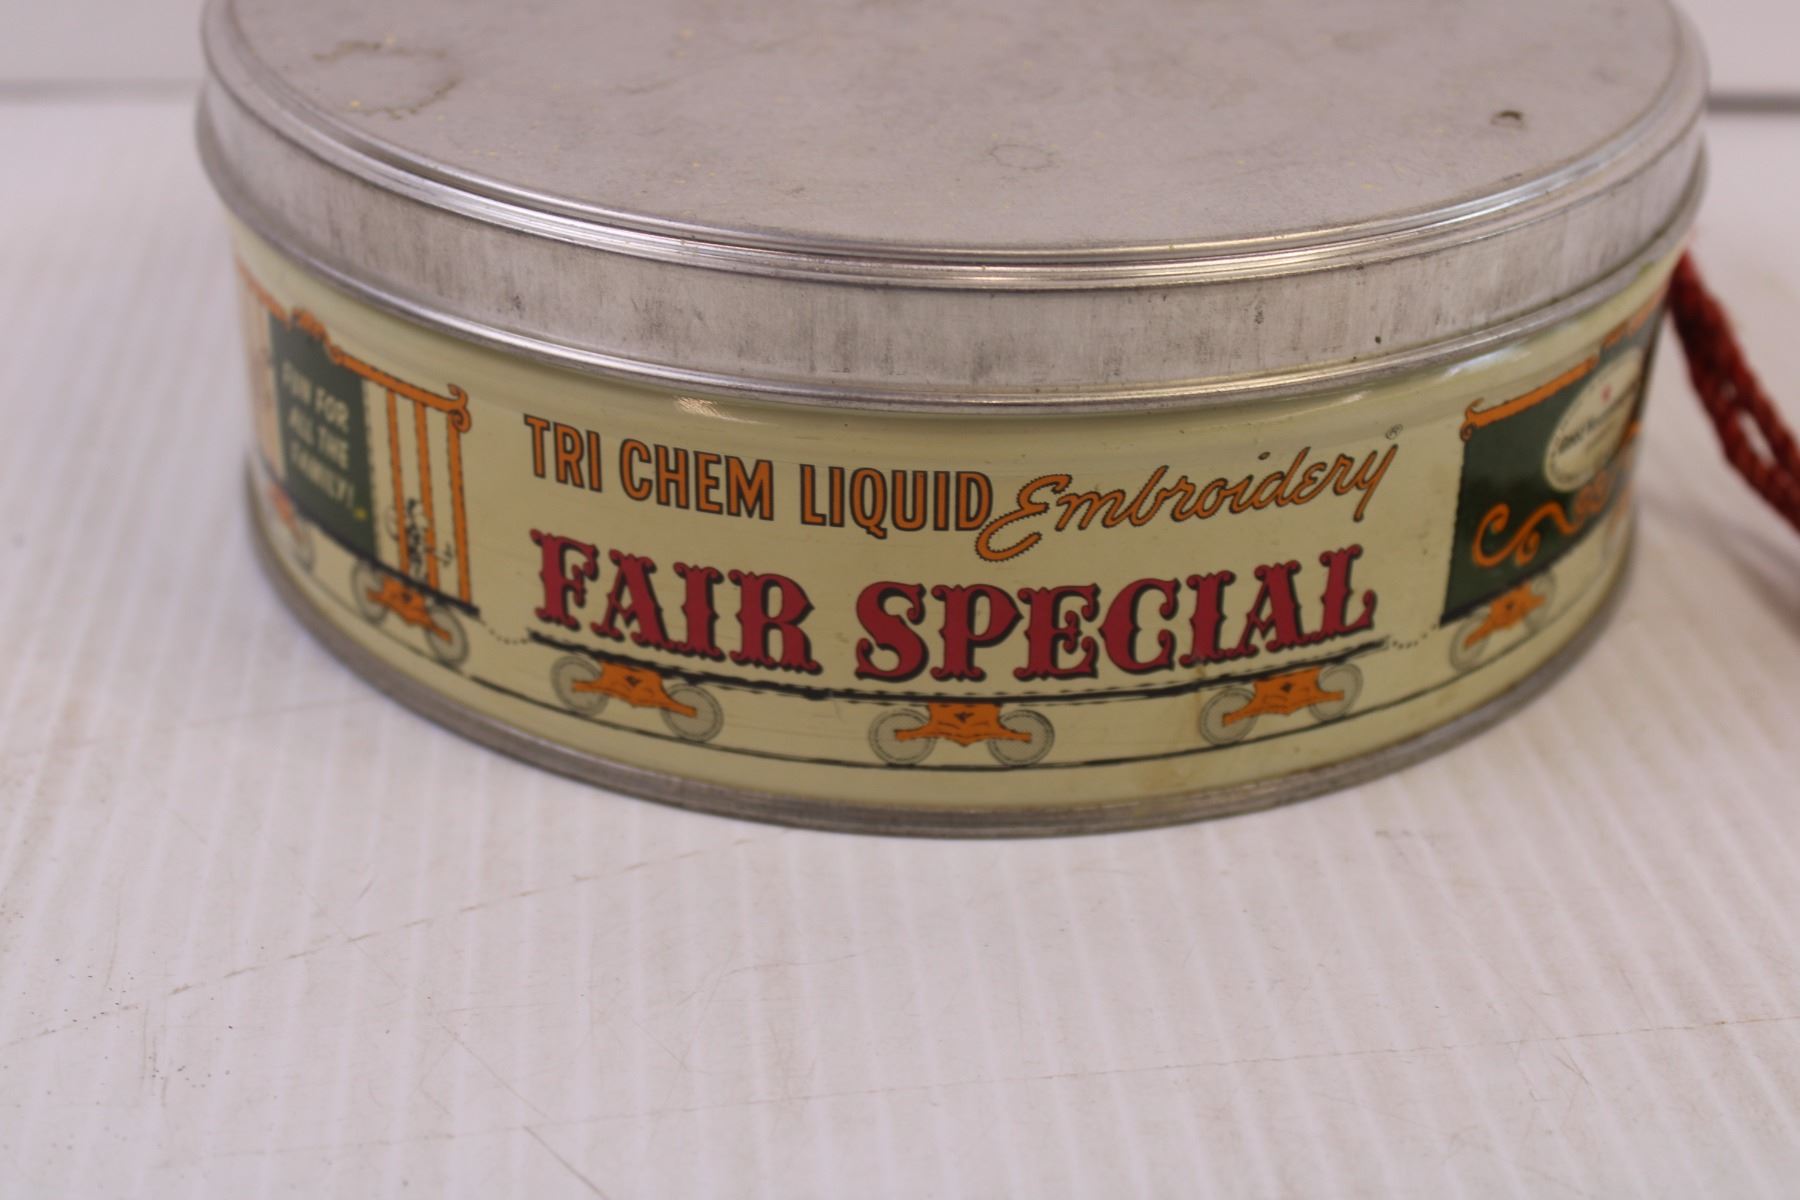 FUN FOR
ALL THE
FAMILY!
TRI CHEM LIQUID Embroidery®
FAIR SPECIAL